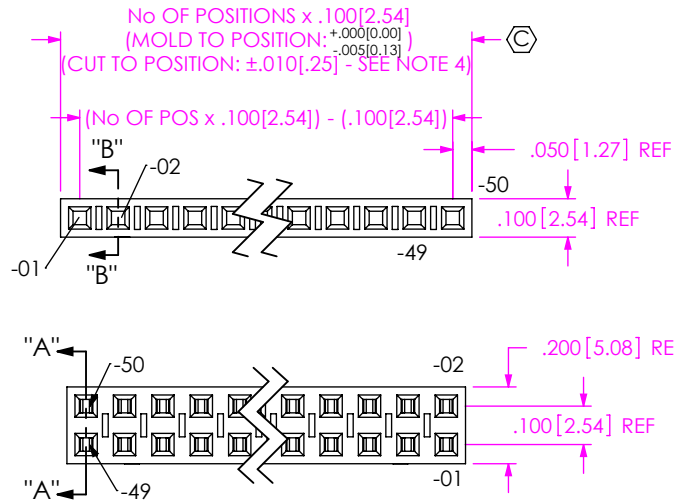 No OF POSITIONS x .100[2.54]
(MOLD TO POSITION: +.000[0.00] -.005[0.13] )
(CUT TO POSITION: ±.010[.25] - SEE NOTE 4)
C
(No OF POS x .100[2.54]) - (.100[2.54])
"B"
-02
.050 [1.27] REF
-50
.100 [2.54] REF
-01
"B"
-49
"A"
-50
-02
.200 [5.08] RE
.100 [2.54] REF
"A"
-49
-01